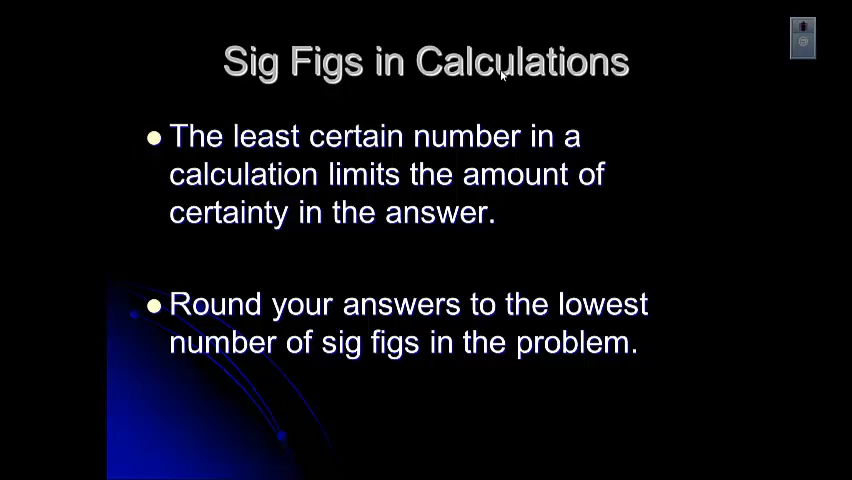 Sig Figs in Calculations
The least certain number in a
calculation limits the amount of
certainty in the answer.
Round your answers to the lowest
number of sig figs in the problem.